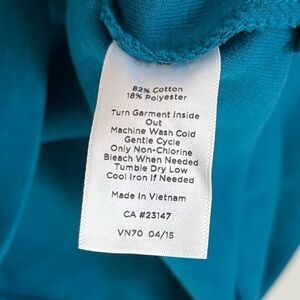 82% Cotton
18% Polyester
Turn Garment Inside
Out
Machine Wash Cold
Gentle Cycle
Only Non-Chlorine
Bleach When Needed
Tumble Dry Low
Cool Iron If Needed
Made in Vietnam
CA #23147
VN70 04/15